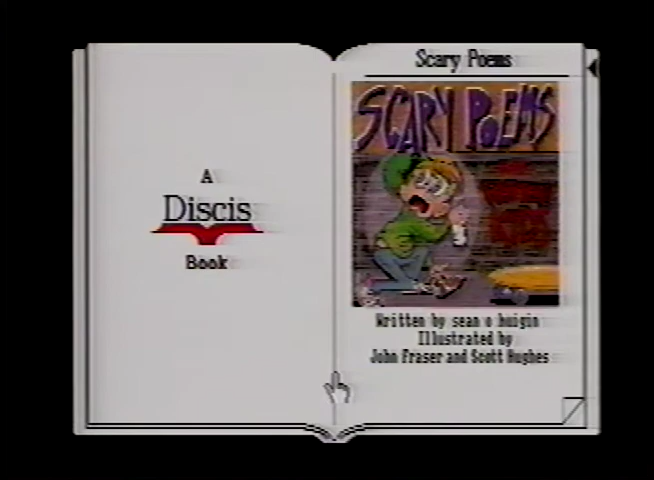 A
Discis
Book
Scary Poems
SCARY POEMS
Written by sean o huigin
Illustrated by
John Fraser and Scott Hughes